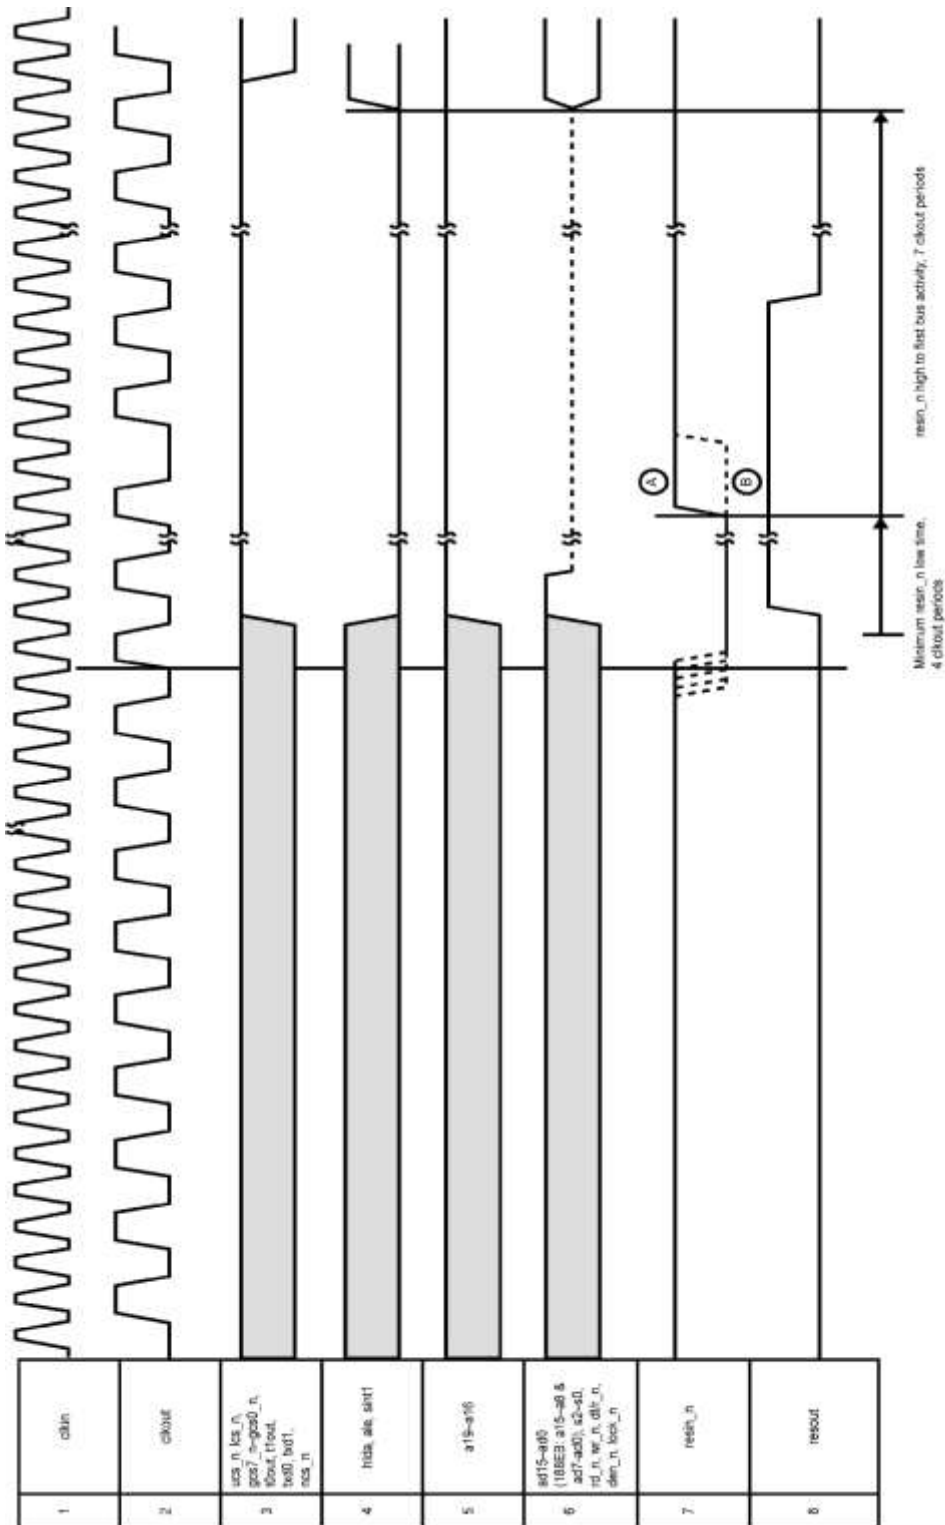 1
clkin
2
clkout
3
ucs_n, lcs_n,
gcs7_n-gcs0_n,
t0out, t1out,
txd0, txd1,
ncs_n
4
hlda, ale, sint1
5
a19–a16
6
ad15–ad0
(188EB: a15–a8 &
ad7-ad0), s2–s0,
rd_n, wr_n, dt/r_n,
den_n, lock_n
7
resin_n
8
resout
A
B
Minimum resin_n low time,
4 clkout periods
resin_n high to first bus activity, 7 clkout periods